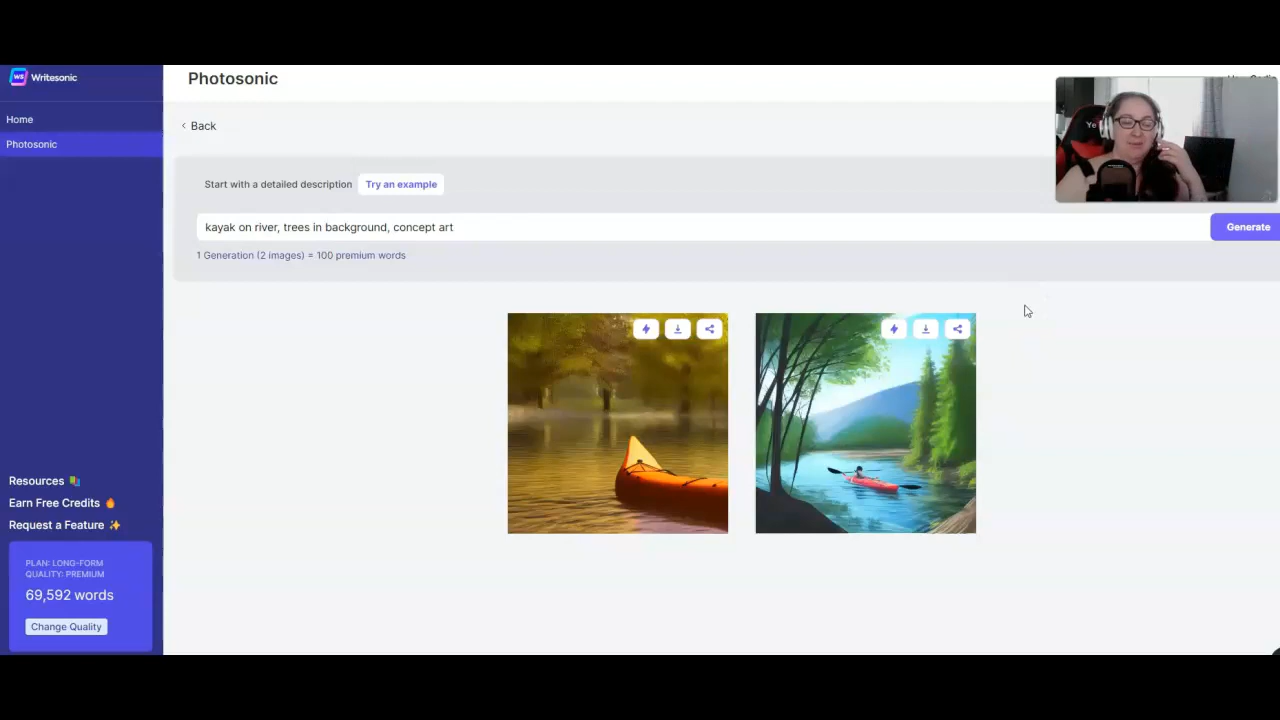 Writesonic
Photosonic
Home
Photosonic
Back
Start with a detailed description Try an example
kayak on river, trees in background, concept art
Generate
1 Generation (2 images) = 100 premium words
Resources
Earn Free Credits
Request a Feature
PLAN: LONG-FORM
QUALITY: PREMIUM
69,592 words
Change Quality